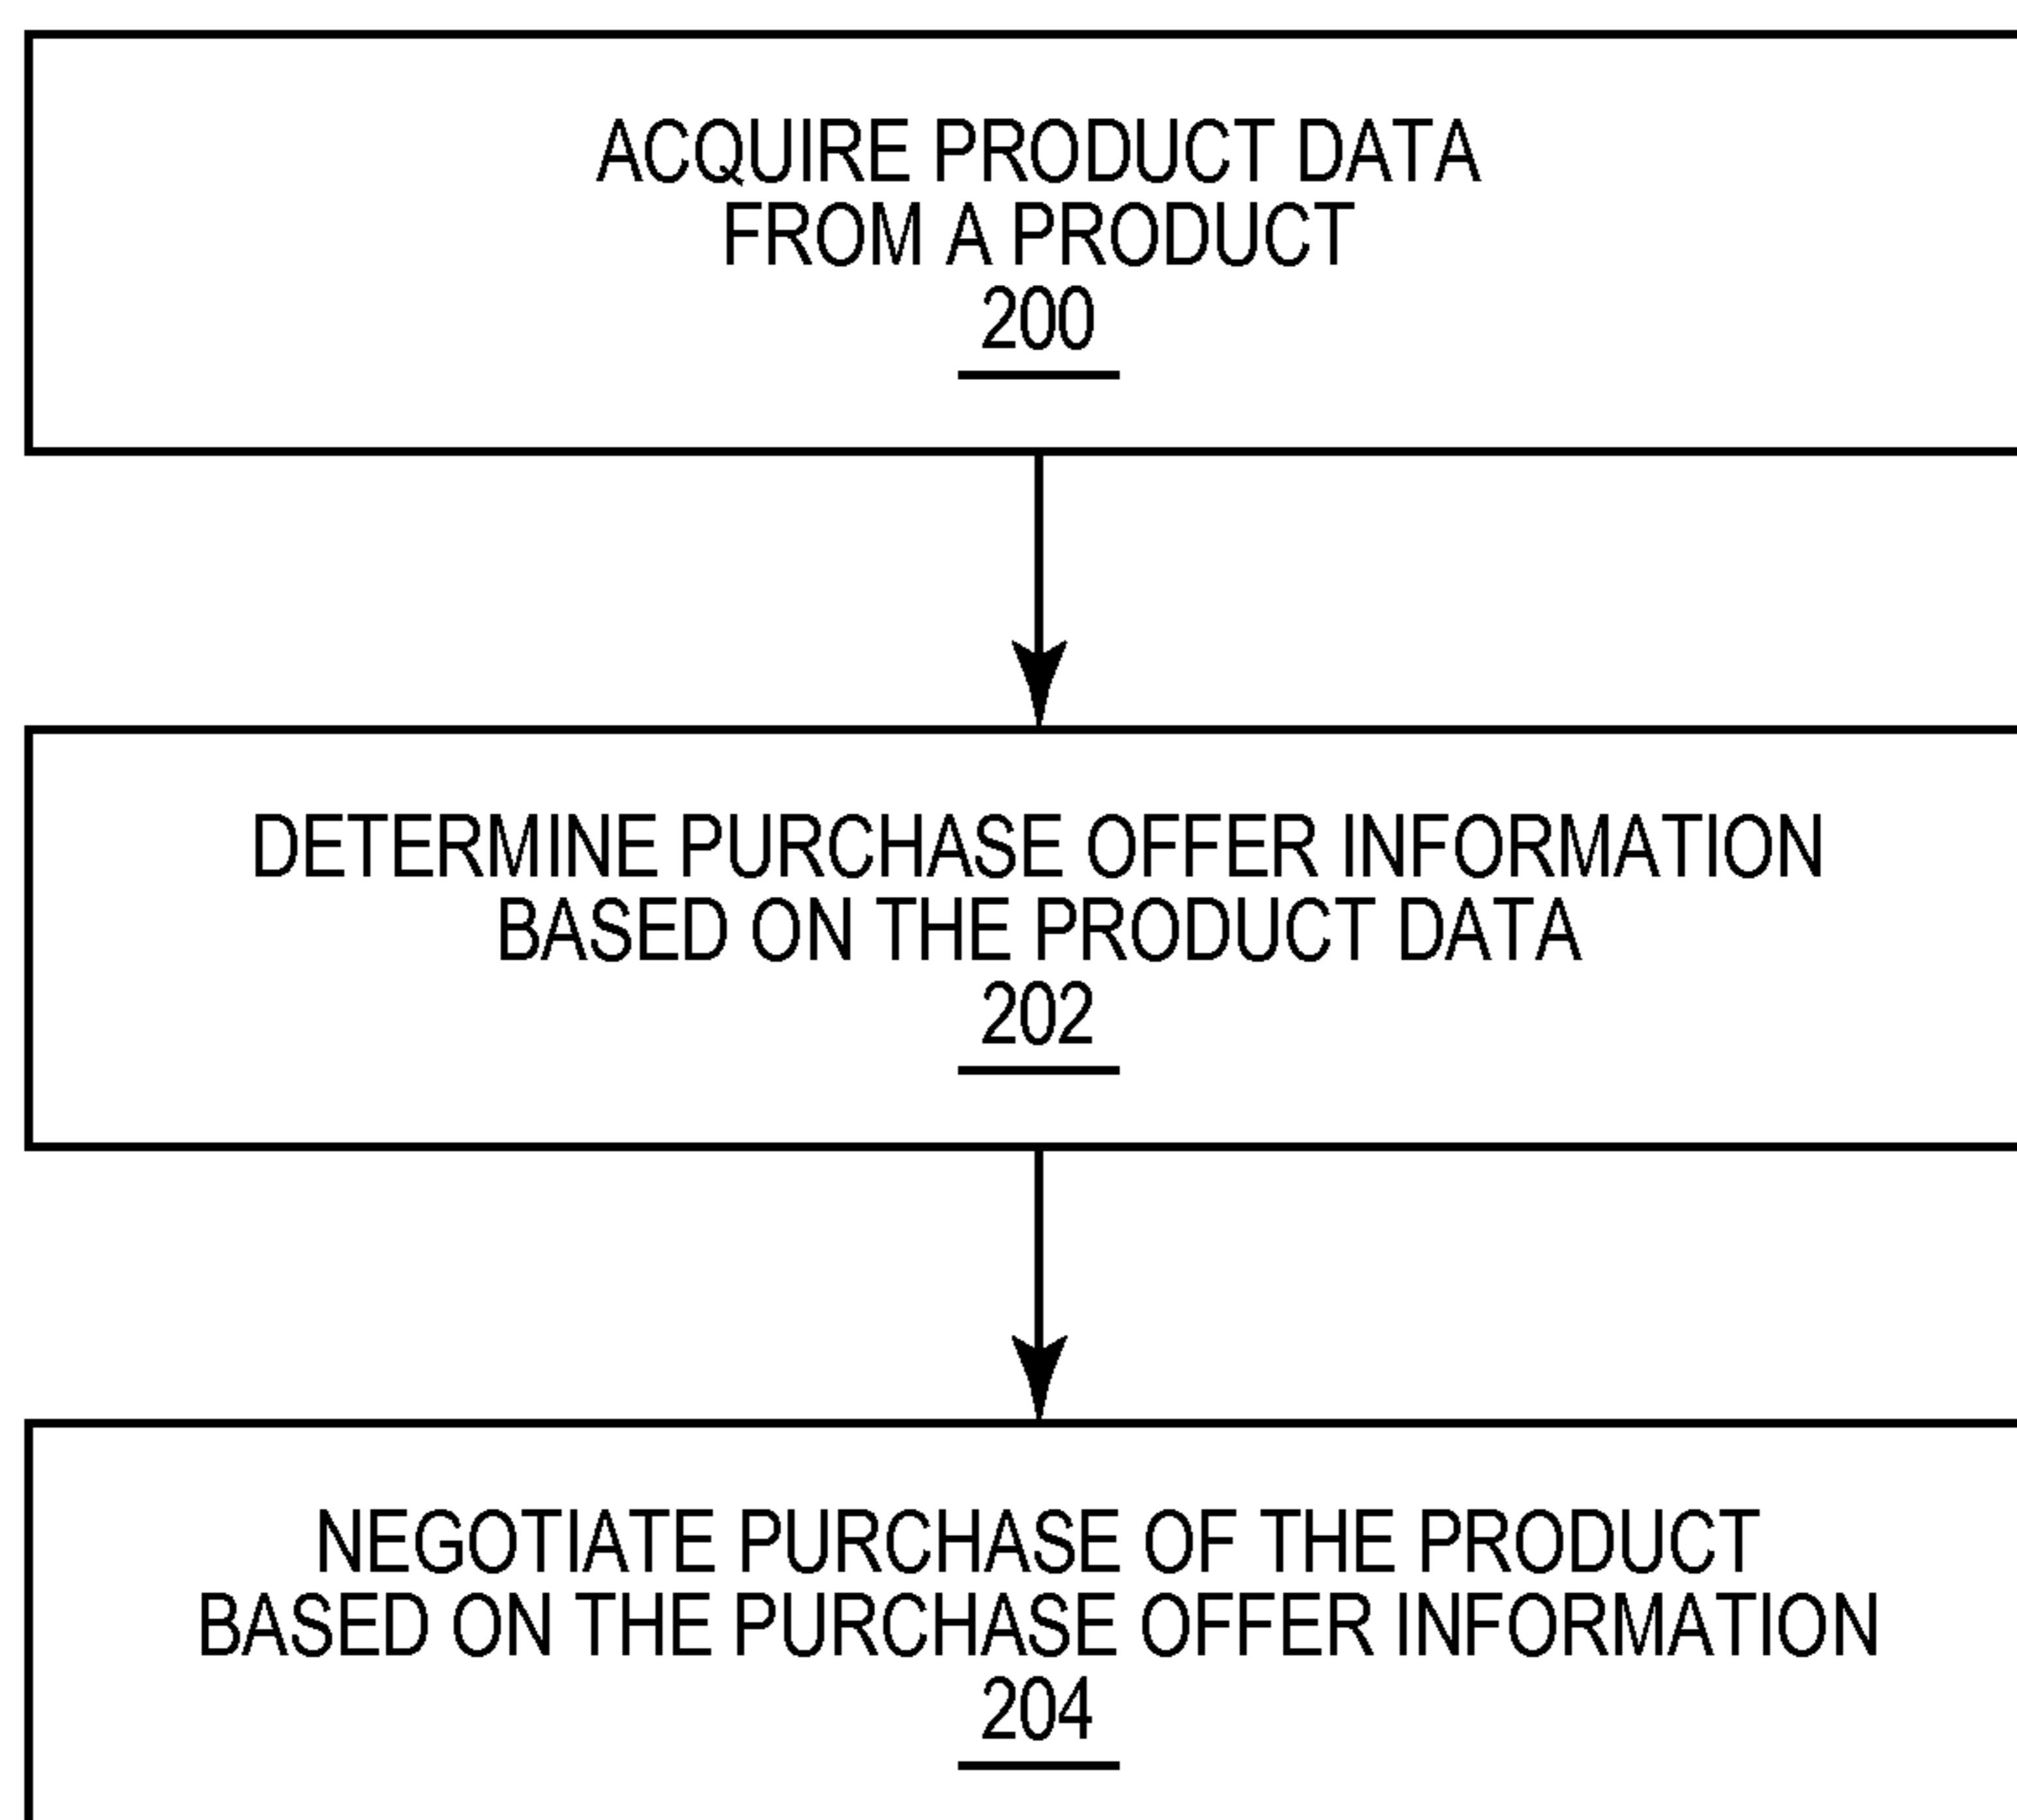 ACQUIRE PRODUCT DATA
FROM A PRODUCT
200
DETERMINE PURCHASE OFFER INFORMATION
BASED ON THE PRODUCT DATA
202
NEGOTIATE PURCHASE OF THE PRODUCT
BASED ON THE PURCHASE OFFER INFORMATION
204